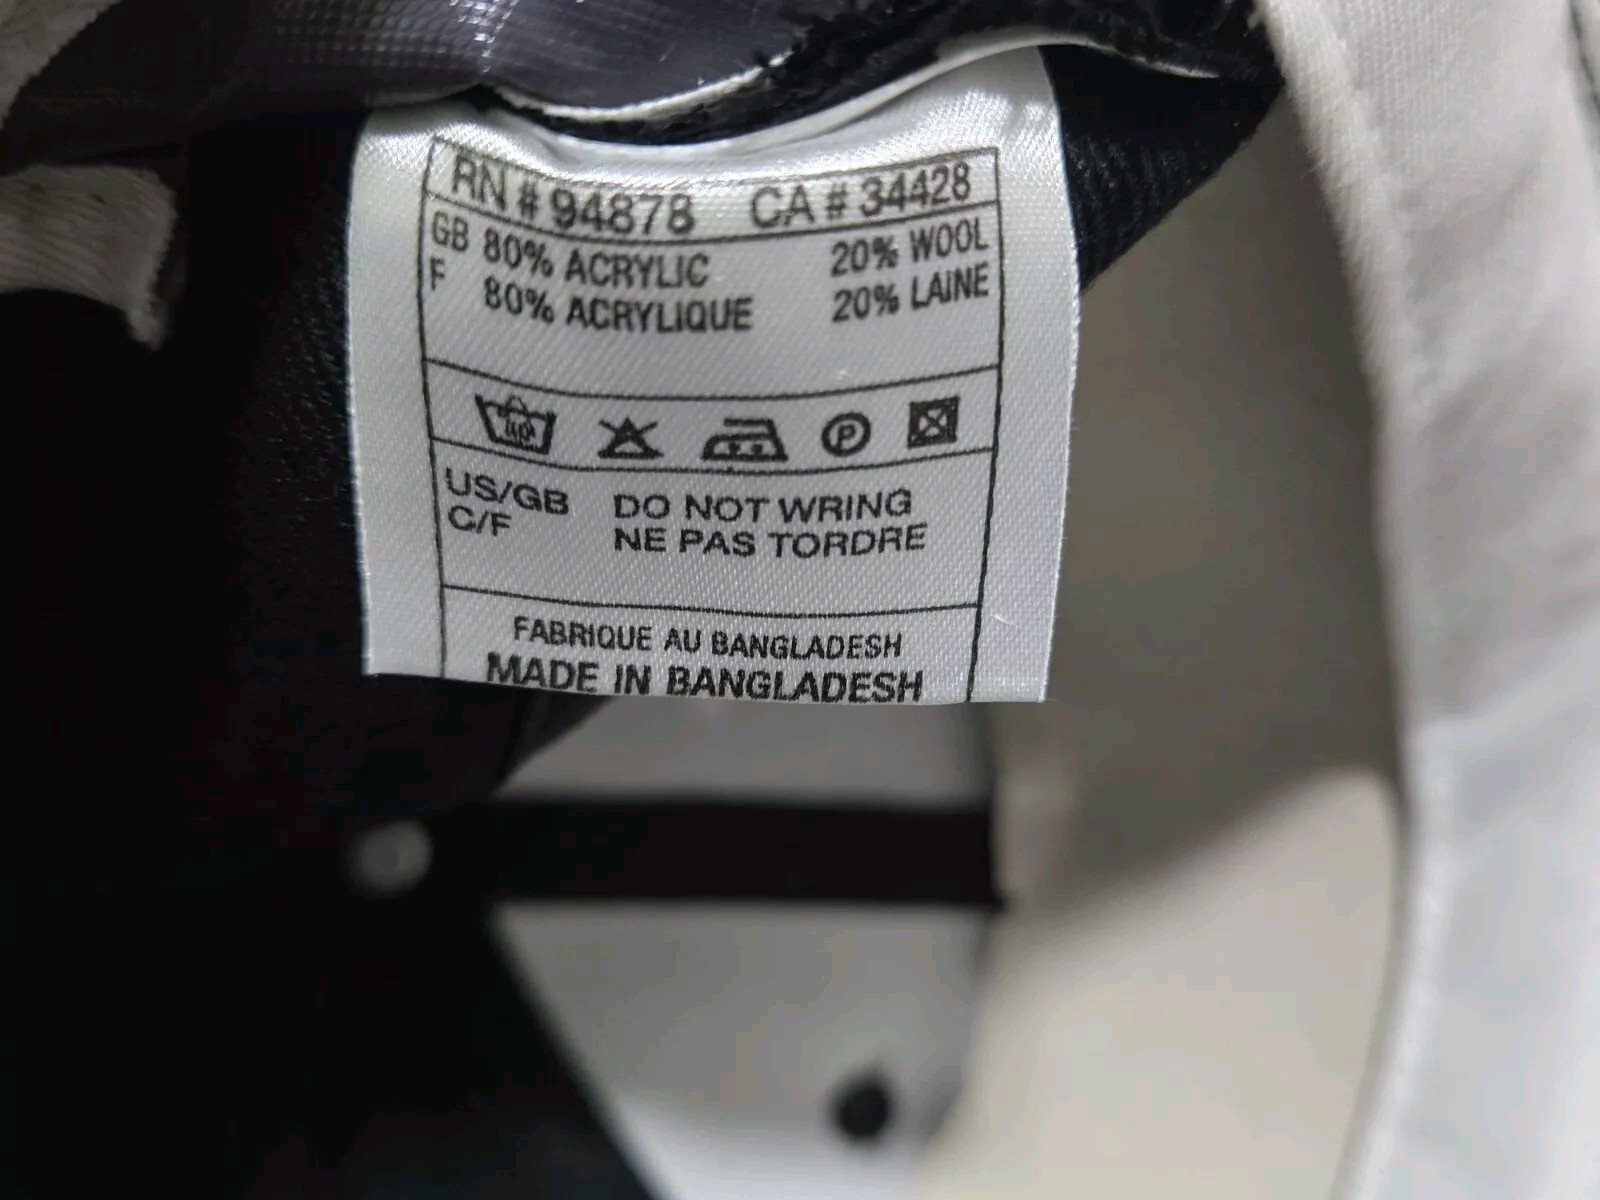 RN # 94878 CA # 34428
GB 80% ACRYLIC 20% WOOL
F 80% ACRYLIQUE 20% LAINE
P
US/GB DO NOT WRING
C/F NE PAS TORDRE
FABRIQUE AU BANGLADESH
MADE IN BANGLADESH